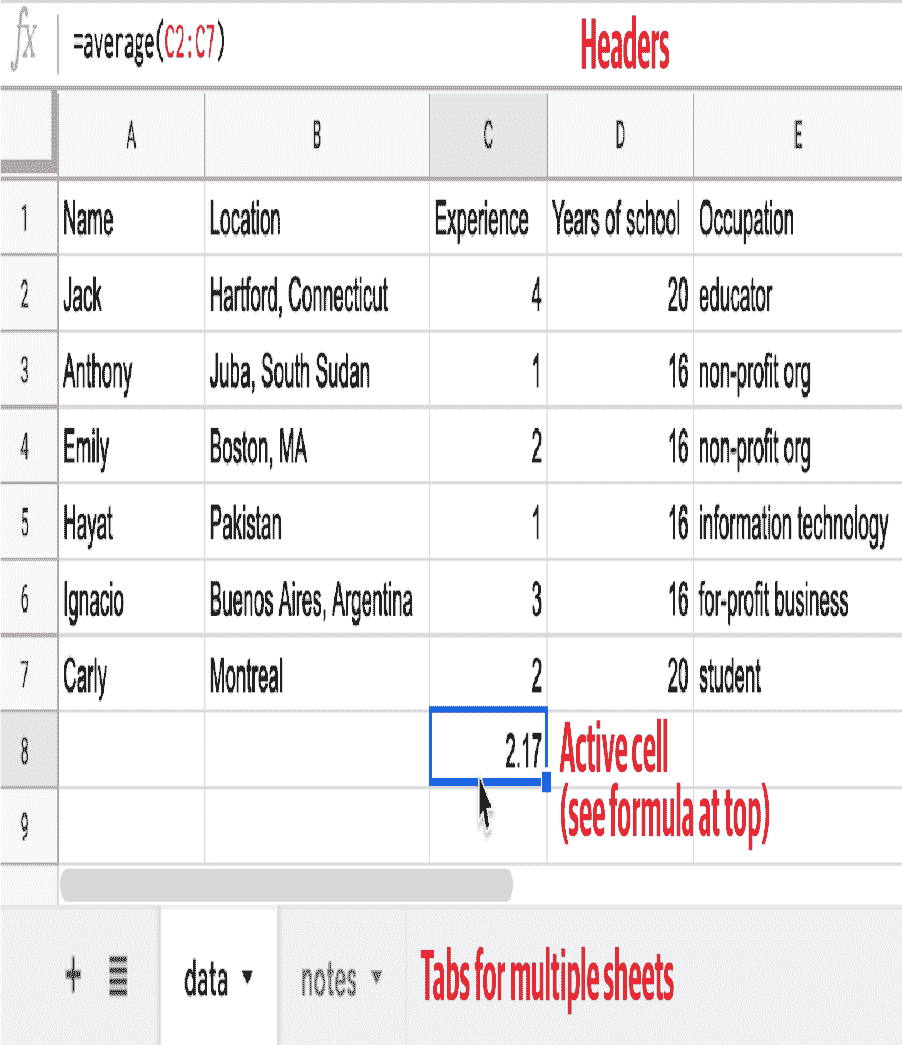 fx =average(C2:C7) Headers
A B C D E
1 Name Location Experience Years of school Occupation
2 Jack Hartford, Connecticut 4 20 educator
3 Anthony Juba, South Sudan 1 16 non-profit org
4 Emily Boston, MA 2 16 non-profit org
5 Hayat Pakistan 1 16 information technology
6 Ignacio Buenos Aires, Argentina 3 16 for-profit business
7 Carly Montreal 2 20 student
8 2.17 Active cell
(see formula at top)
9
+ data notes Tabs for multiple sheets